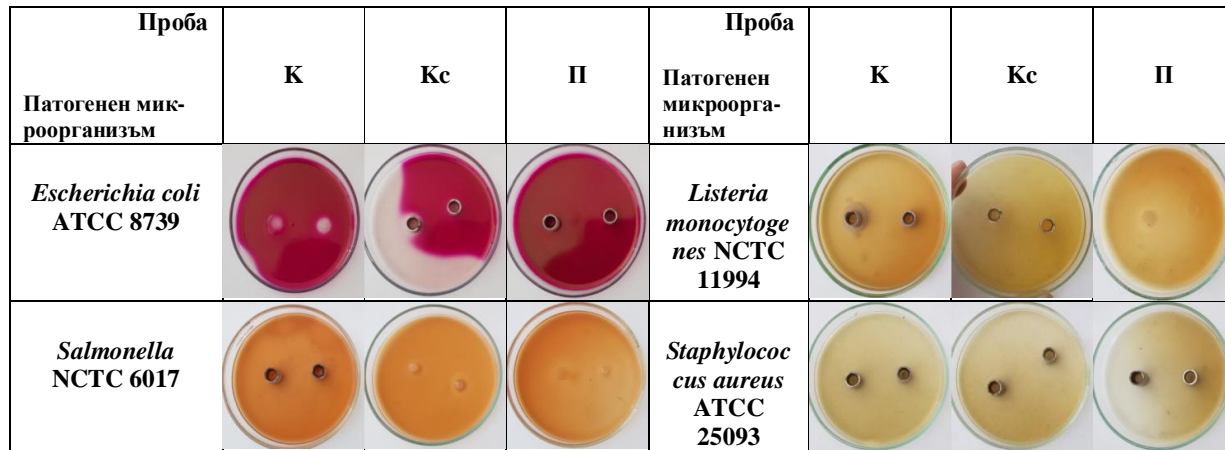 Проба
Патогенен мик-
роорганизъм
К
Кс
П
Проба
Патогенен
микроорга-
низъм
К
Кс
П
Escherichia coli
ATCC 8739
Listeria
monocytoge
nes NCTC
11994
Salmonella
NCTC 6017
Staphylococ
cus aureus
ATCC
25093